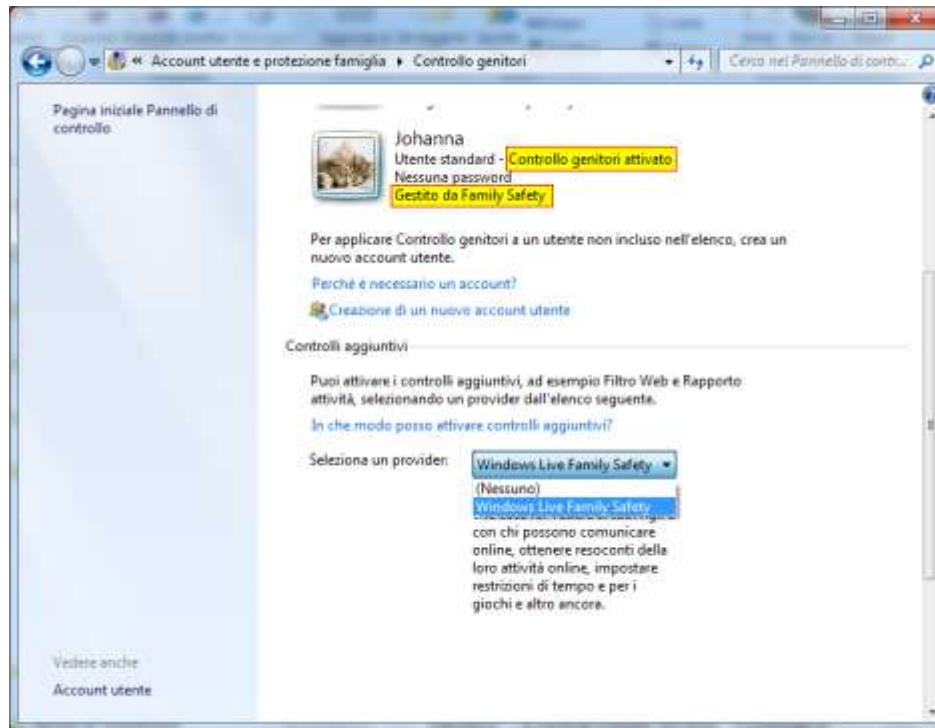 « Account utente e protezione famiglia ▸ Controllo genitori
Cerca nel Pannello di contr...
Pagina iniziale Pannello di
controllo
Johanna
Utente standard - Controllo genitori attivato
Nessuna password
Gestito da Family Safety
Per applicare Controllo genitori a un utente non incluso nell'elenco, crea un
nuovo account utente.
Perché è necessario un account?
Creazione di un nuovo account utente
Controlli aggiuntivi
Puoi attivare i controlli aggiuntivi, ad esempio Filtro Web e Rapporto
attività, selezionando un provider dall'elenco seguente.
In che modo posso attivare controlli aggiuntivi?
Seleziona un provider: Windows Live Family Safety
(Nessuno)
Windows Live Family Safety
con chi possono comunicare
online, ottenere resoconti della
loro attività online, impostare
restrizioni di tempo e per i
giochi e altro ancora.
Vedere anche
Account utente